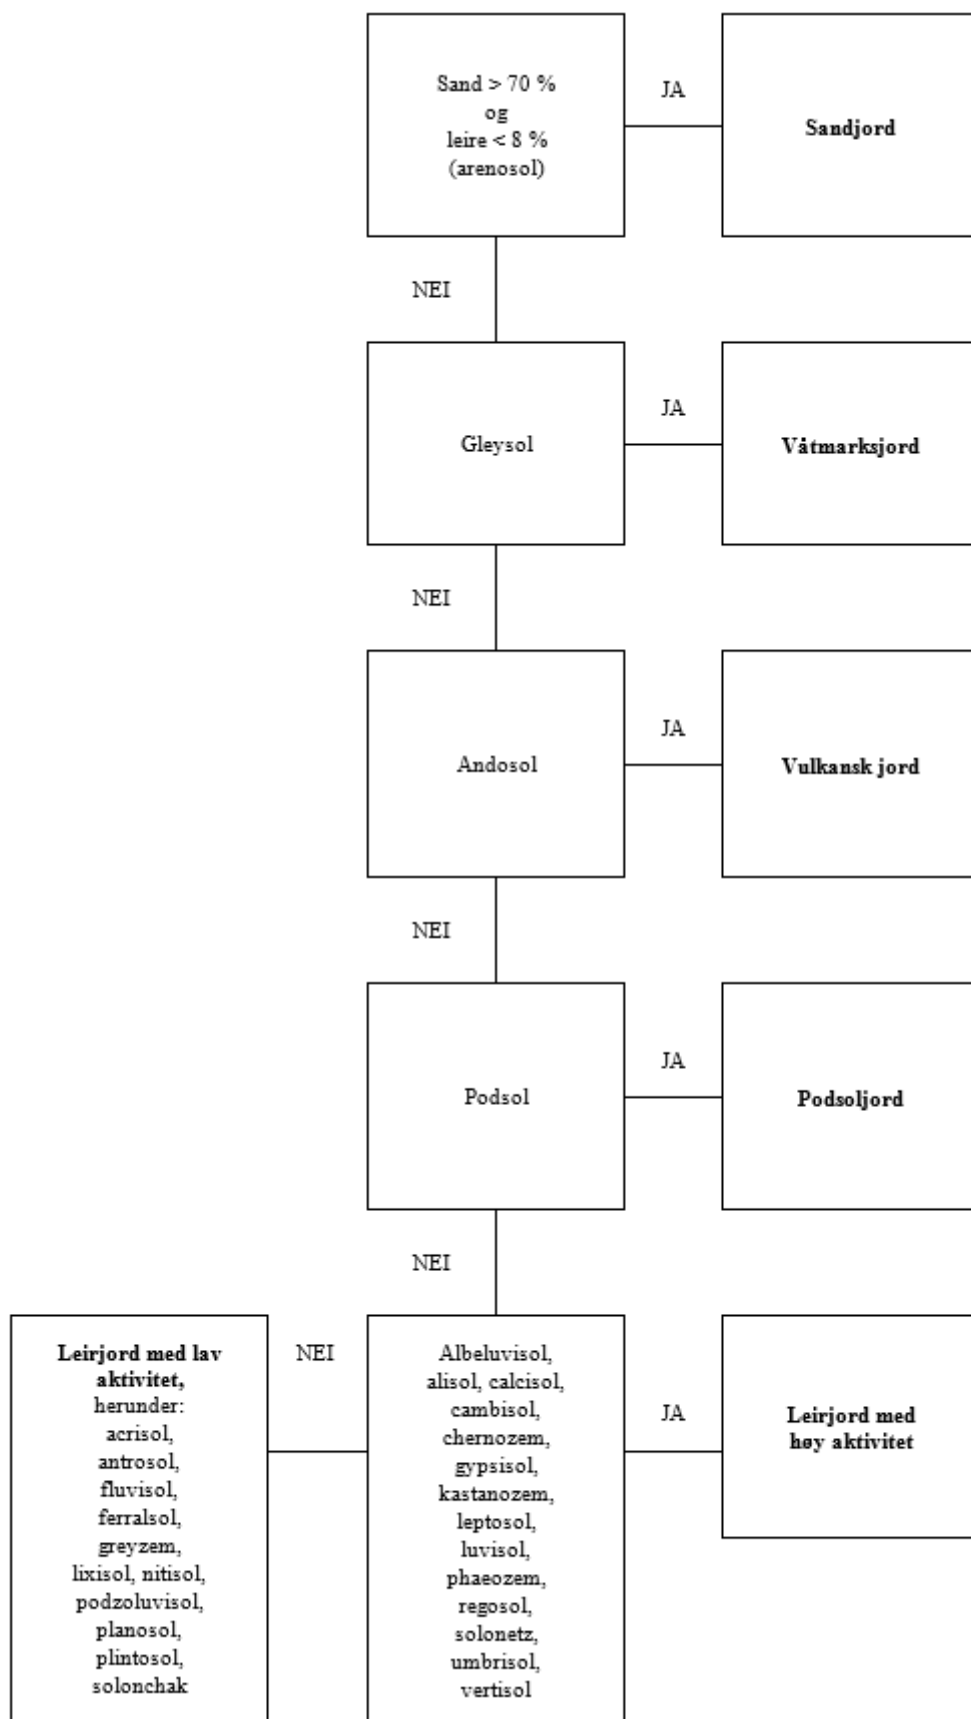 Sand > 70 %
og
leire < 8 %
(arenosol)
JA
Sandjord
NEI
Gleysol
JA
Våtmarksjord
NEI
Andosol
JA
Vulkansk jord
NEI
Podsol
JA
Podsoljord
NEI
Leirjord med lav
aktivitet,
herunder:
acrisol,
antrosol,
fluvisol,
ferralsol,
greyzem,
lixisol, nitisol,
podzoluvisol,
planosol,
plintosol,
solonchak
NEI
Albeluvisol,
alisol, calcisol,
cambisol,
chernozem,
gypsisol,
kastanozem,
leptosol,
luvisol,
phaeozem,
regosol,
solonetz,
umbrisol,
vertisol
JA
Leirjord med
høy aktivitet